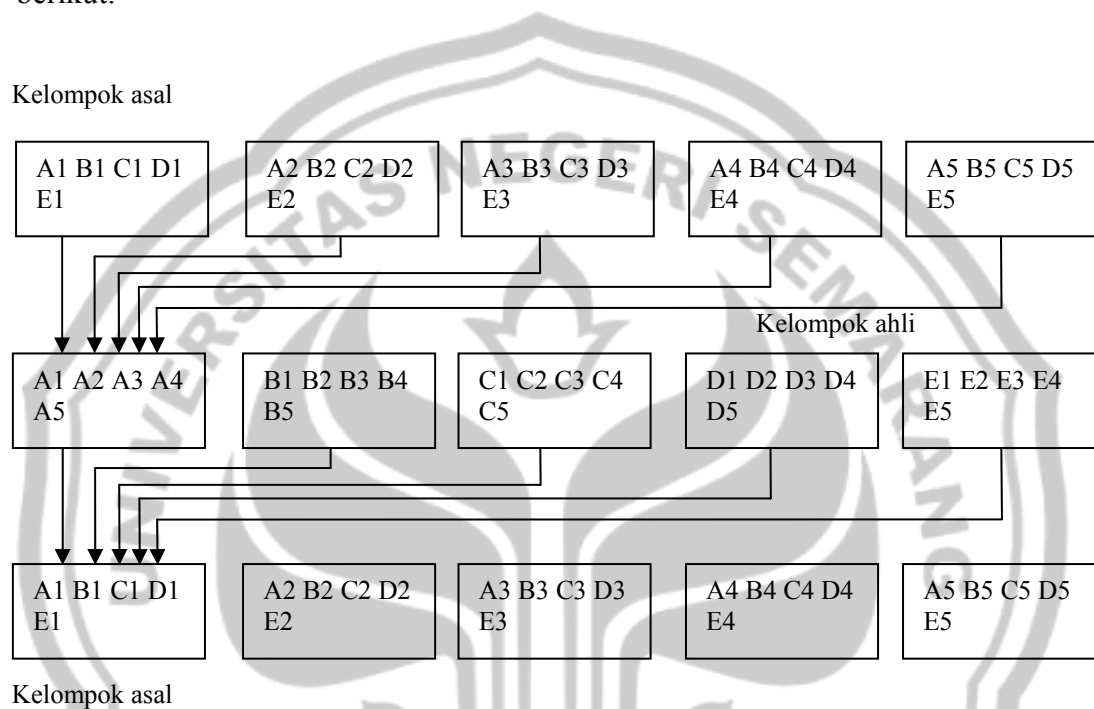 berikut:
Kelompok asal
A1 B1 C1 D1
E1
A2 B2 C2 D2
E2
A3 B3 C3 D3
E3
A4 B4 C4 D4
E4
A5 B5 C5 D5
E5
Kelompok ahli
A1 A2 A3 A4
A5
B1 B2 B3 B4
B5
C1 C2 C3 C4
C5
D1 D2 D3 D4
D5
E1 E2 E3 E4
E5
A1 B1 C1 D1
E1
A2 B2 C2 D2
E2
A3 B3 C3 D3
E3
A4 B4 C4 D4
E4
A5 B5 C5 D5
E5
Kelompok asal
UNIVERSITAS NEGERI SEMARANG